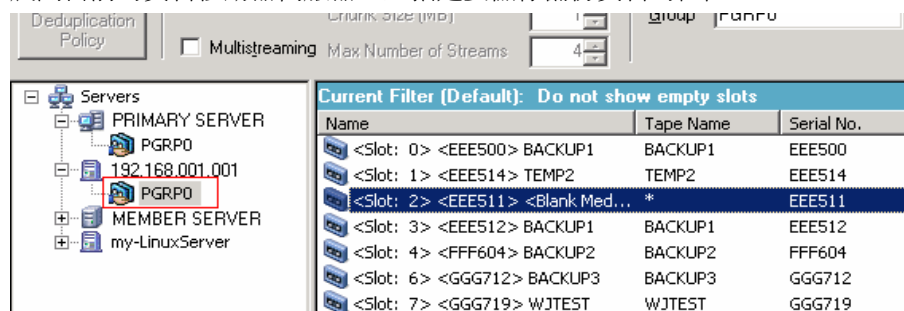 Deduplication
Policy
Chunk Size (MB) 1
Multistreaming Max Number of Streams 4
Group PGRP0
Servers
PRIMARY SERVER
PGRP0
192.168.001.001
PGRP0
MEMBER SERVER
my-LinuxServer
Current Filter (Default): Do not show empty slots
Name Tape Name Serial No.
<Slot: 0> <EEE500> BACKUP1 BACKUP1 EEE500
<Slot: 1> <EEE514> TEMP2 TEMP2 EEE514
<Slot: 2> <EEE511> <Blank Med... * EEE511
<Slot: 3> <EEE512> BACKUP1 BACKUP1 EEE512
<Slot: 4> <FFF604> BACKUP2 BACKUP2 FFF604
<Slot: 6> <GGG712> BACKUP3 BACKUP3 GGG712
<Slot: 7> <GGG719> WJTEST WJTEST GGG719